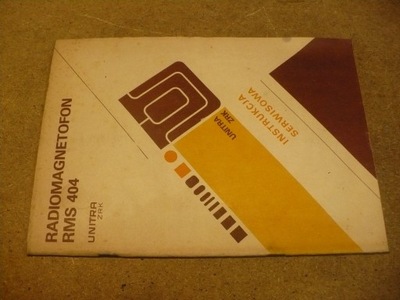 RADIOMAGNETOFON
RMS 404
UNITRA
ZRK
INSTRUKCJA
SERWISOWA
UNITRA
ZRK